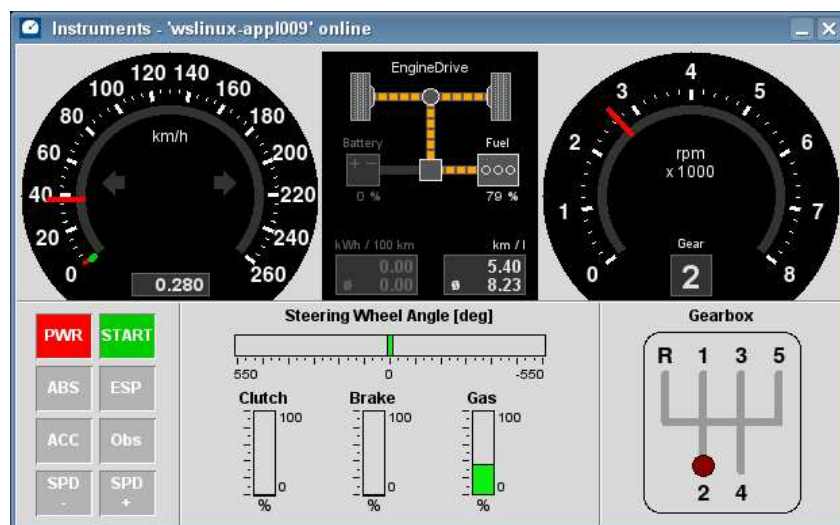 Instruments - 'wslinux-appl009' online
km/h
0
20
40
60
80
100
120
140
160
180
200
220
240
260
0.280
EngineDrive
Battery
Fuel
0 %
79 %
kWh / 100 km
km / l
0.00
5.40
ø 0.00
ø 8.23
rpm
x 1000
0
1
2
3
4
5
6
7
8
Gear
2
PWR START
ABS ESP
ACC Obs
SPD - SPD +
Steering Wheel Angle [deg]
550 0 -550
Clutch Brake Gas
100 100 100
0 0 0
% % %
Gearbox
R 1 3 5
2 4